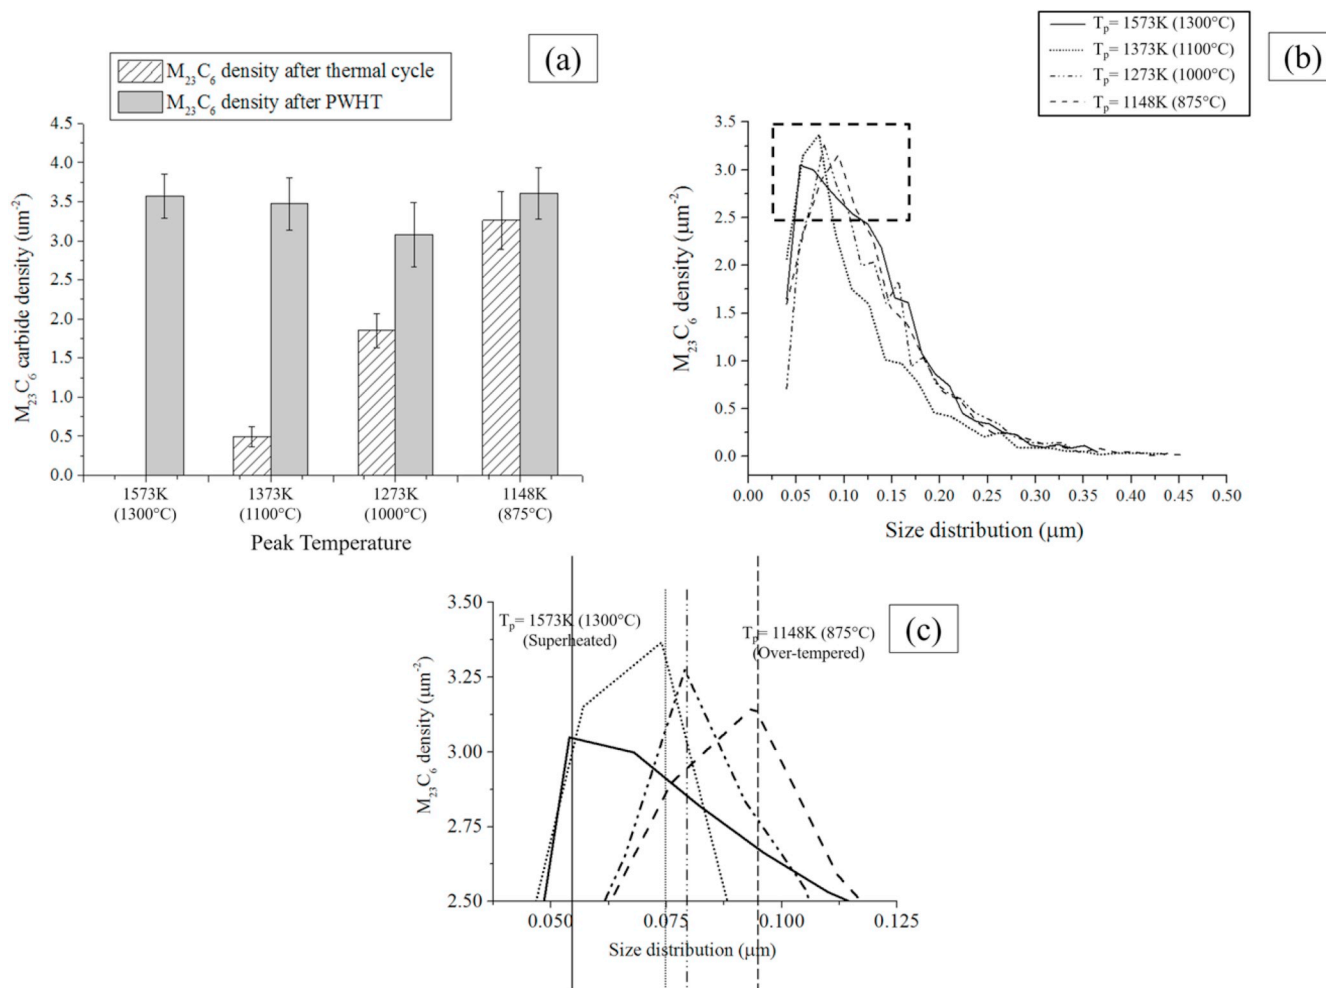 (a)
M₂₃C₆ density after thermal cycle
M₂₃C₆ density after PWHT
M₂₃C₆ carbide density (um⁻²)
4.5
4.0
3.5
3.0
2.5
2.0
1.5
1.0
0.5
0.0
1573K 1373K 1273K 1148K
(1300°C) (1100°C) (1000°C) (875°C)
Peak Temperature
Tₚ= 1573K (1300°C)
Tₚ= 1373K (1100°C)
Tₚ= 1273K (1000°C)
Tₚ= 1148K (875°C)
(b)
M₂₃C₆ density (μm⁻²)
3.5
3.0
2.5
2.0
1.5
1.0
0.5
0.0
0.00 0.05 0.10 0.15 0.20 0.25 0.30 0.35 0.40 0.45 0.50
Size distribution (μm)
(c)
Tₚ= 1573K (1300°C)
(Superheated)
Tₚ= 1148K (875°C)
(Over-tempered)
M₂₃C₆ density (μm⁻²)
3.50
3.25
3.00
2.75
2.50
0.050 0.075 0.100 0.125
Size distribution (μm)